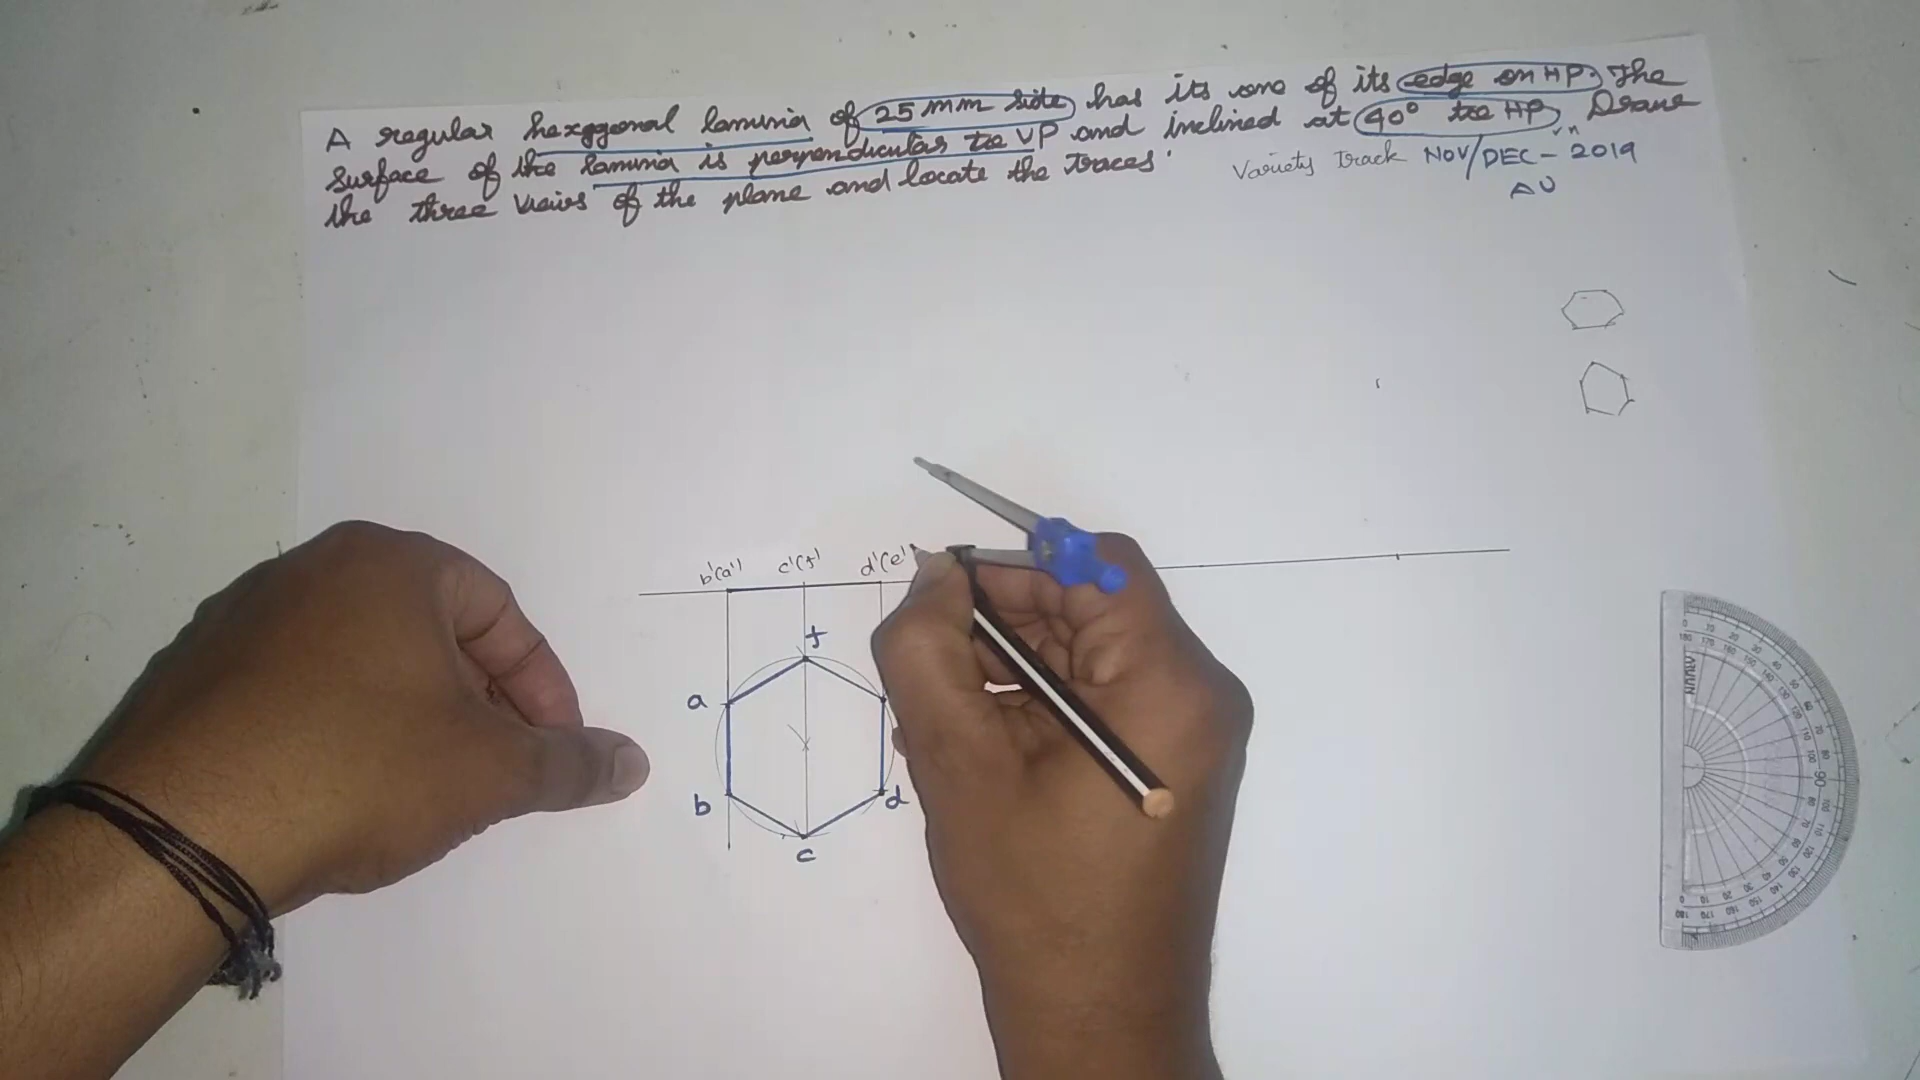 A regular hexggonal lamina of 25 mm side has its one of its edge on HP. The
surface of the lamina is perpendicular to VP and inclined at 40° to HP. Draw
the three views of the plane and locate the traces.
Variety Track NOV/DEC - 2019
AU
b'(a') c'(f') d'(e')
f
a
b d
c